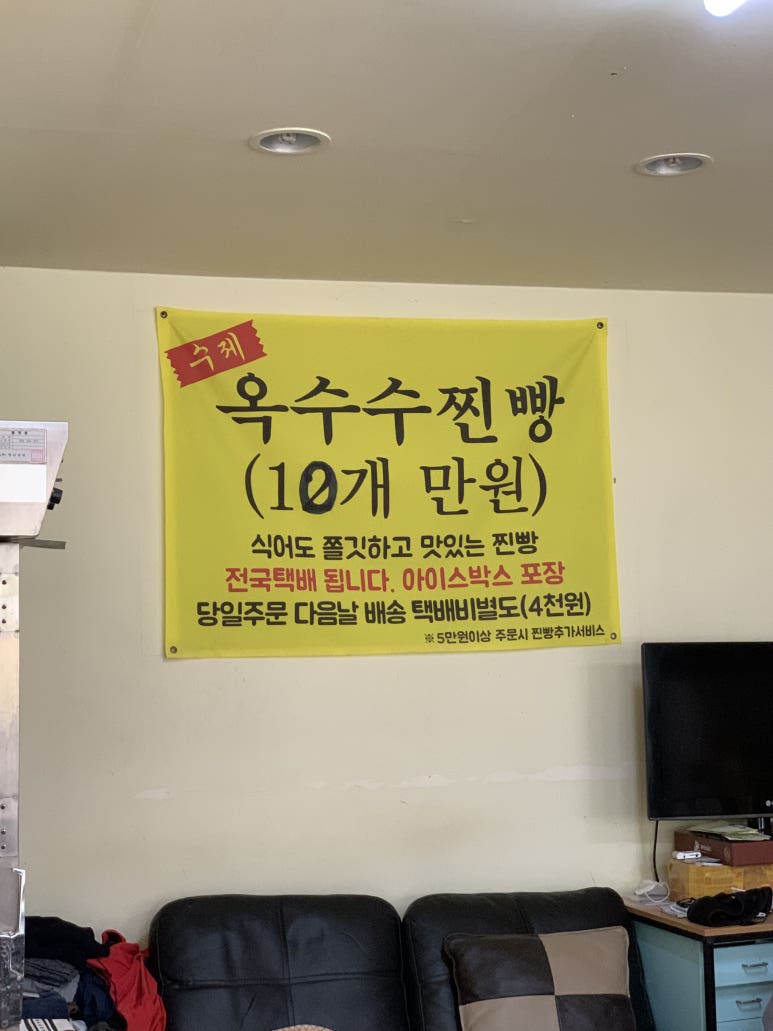 수제
옥수수찐빵
(10개 만원)
식어도 쫄깃하고 맛있는 찐빵
전국택배 됩니다. 아이스박스 포장
당일주문 다음날 배송 택배비별도(4천원)
※ 5만원이상 주문시 찐빵추가서비스